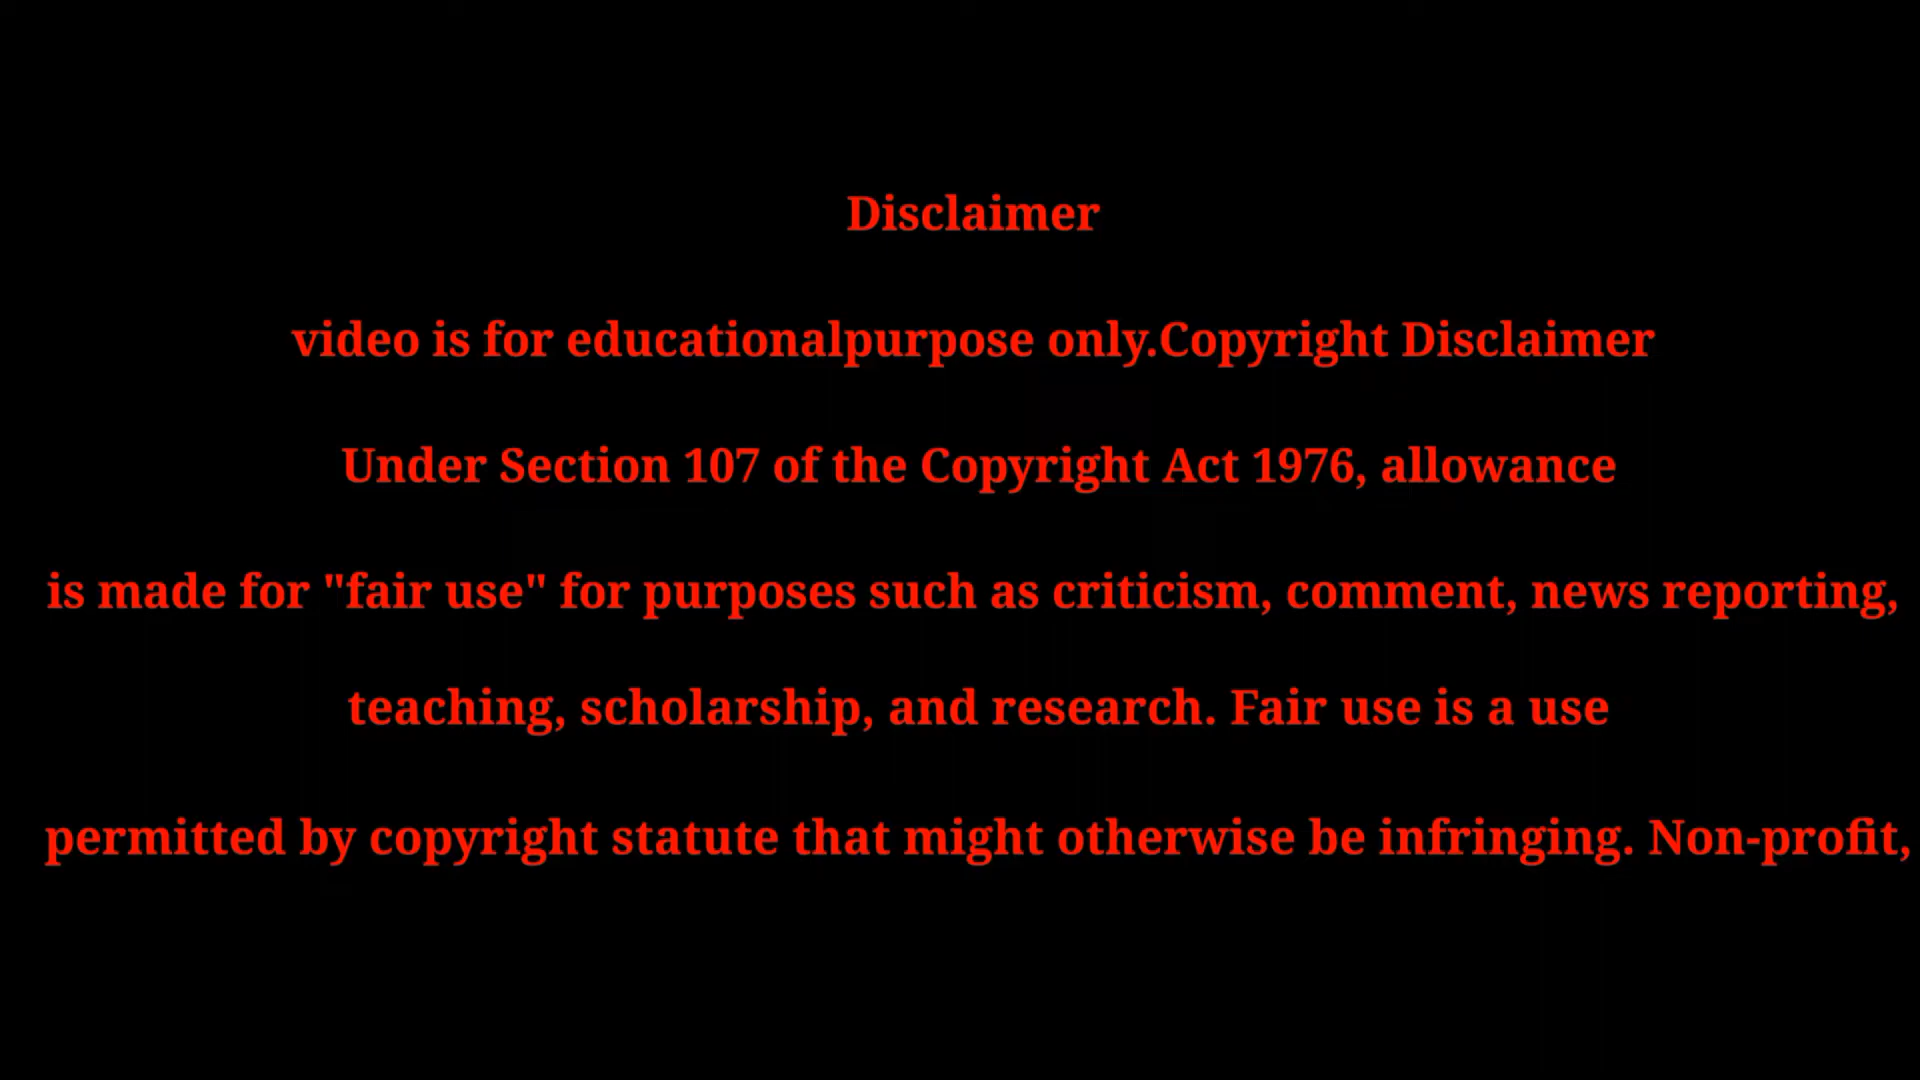 Disclaimer
video is for educationalpurpose only.Copyright Disclaimer
Under Section 107 of the Copyright Act 1976, allowance
is made for "fair use" for purposes such as criticism, comment, news reporting,
teaching, scholarship, and research. Fair use is a use
permitted by copyright statute that might otherwise be infringing. Non-profit,